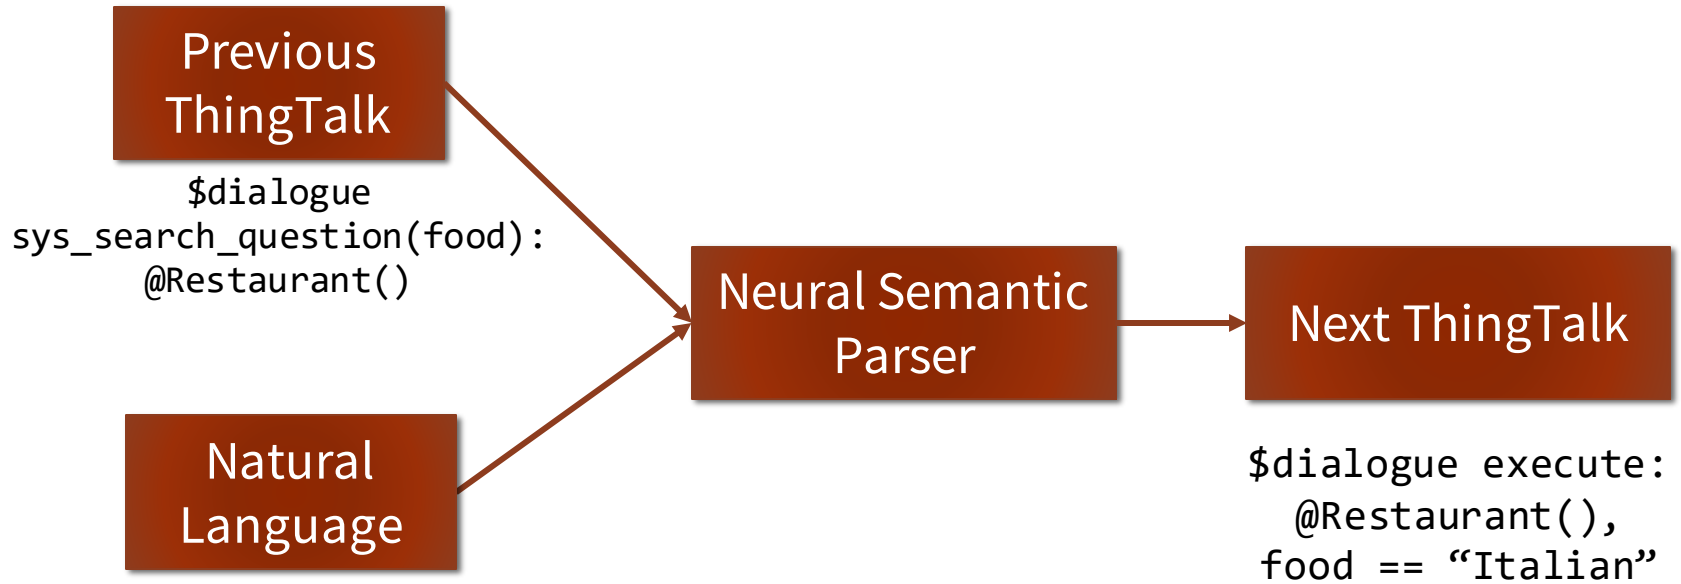 Previous
ThingTalk
$dialogue
sys_search_question(food):
@Restaurant()
Natural
Language
Neural Semantic
Parser
Next ThingTalk
$dialogue execute:
@Restaurant(),
food == “Italian”